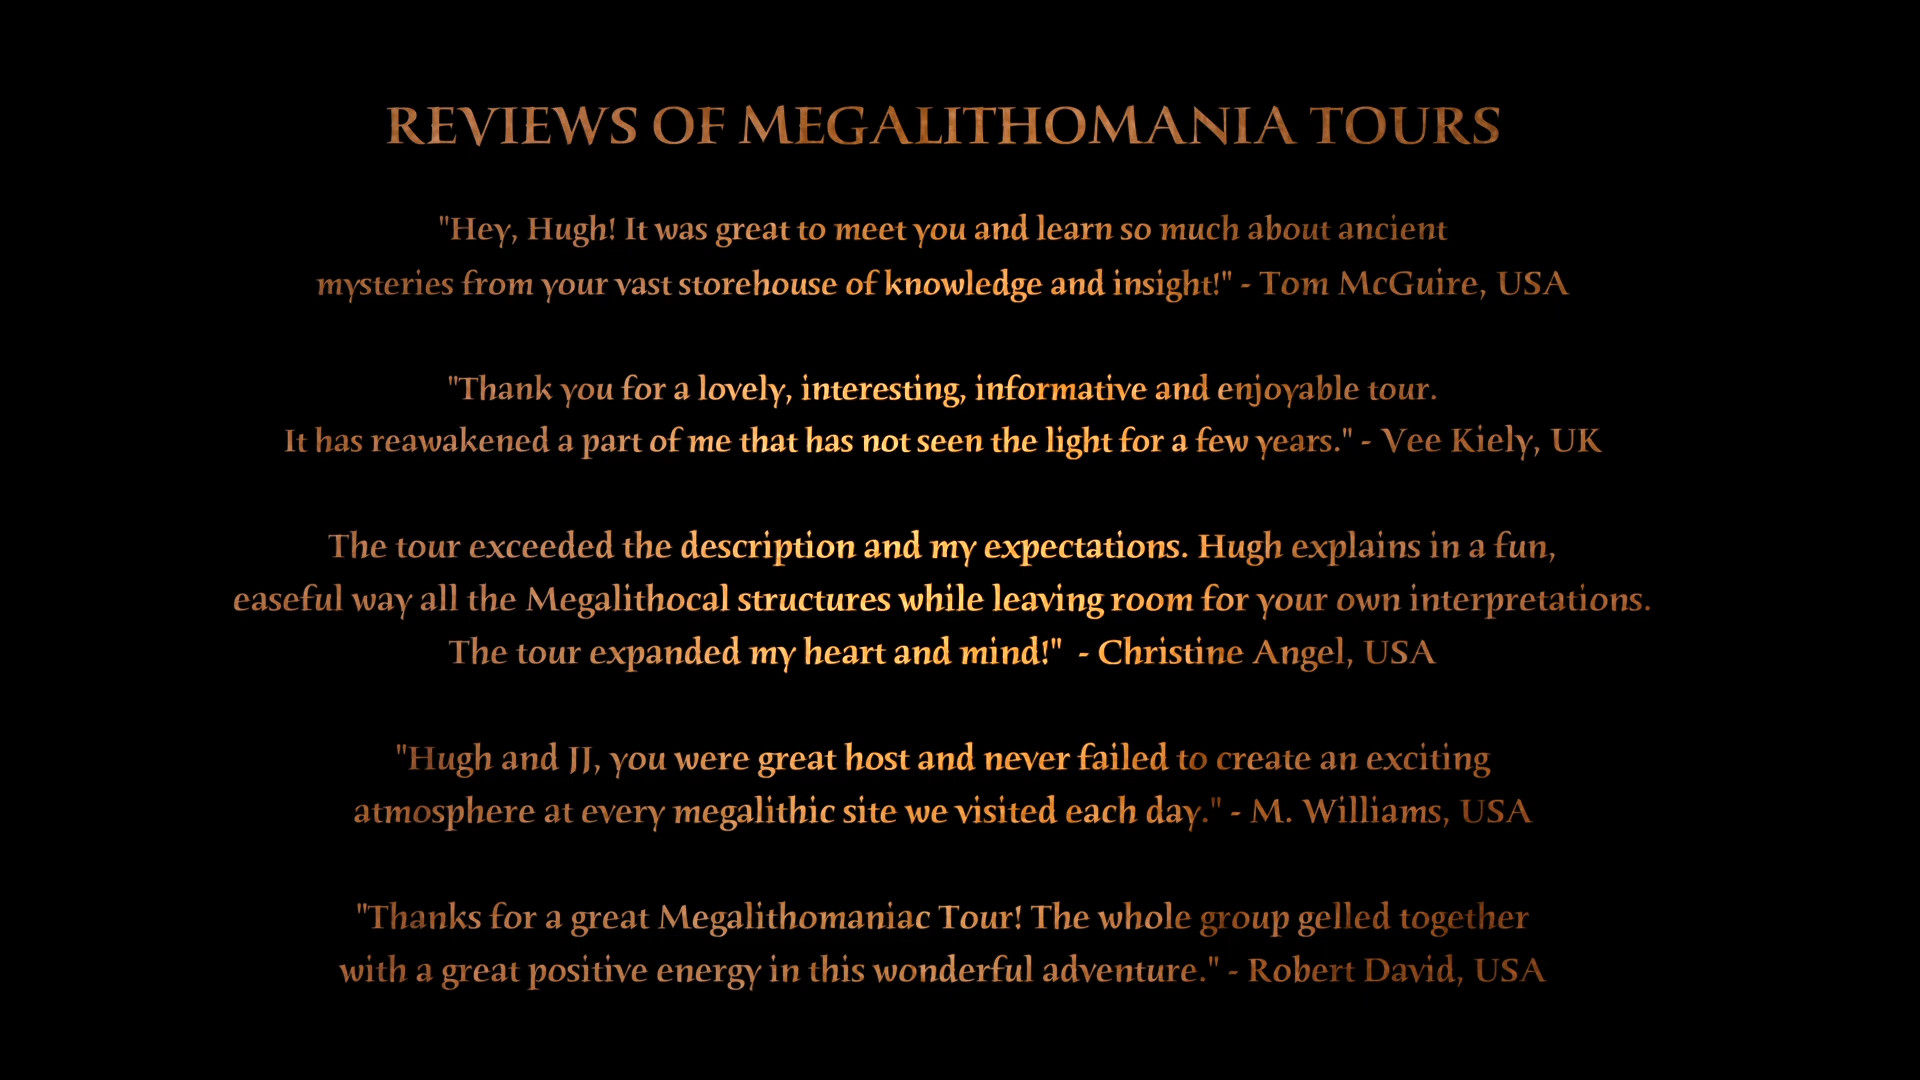 REVIEWS OF MEGALITHOMANIA TOURS
"Hey, Hugh! It was great to meet you and learn so much about ancient
mysteries from your vast storehouse of knowledge and insight!" - Tom McGuire, USA
"Thank you for a lovely, interesting, informative and enjoyable tour.
It has reawakened a part of me that has not seen the light for a few years." - Vee Kiely, UK
The tour exceeded the description and my expectations. Hugh explains in a fun,
easeful way all the Megalithocal structures while leaving room for your own interpretations.
The tour expanded my heart and mind!"  - Christine Angel, USA
"Hugh and JJ, you were great host and never failed to create an exciting
atmosphere at every megalithic site we visited each day." - M. Williams, USA
"Thanks for a great Megalithomaniac Tour! The whole group gelled together
with a great positive energy in this wonderful adventure." - Robert David, USA